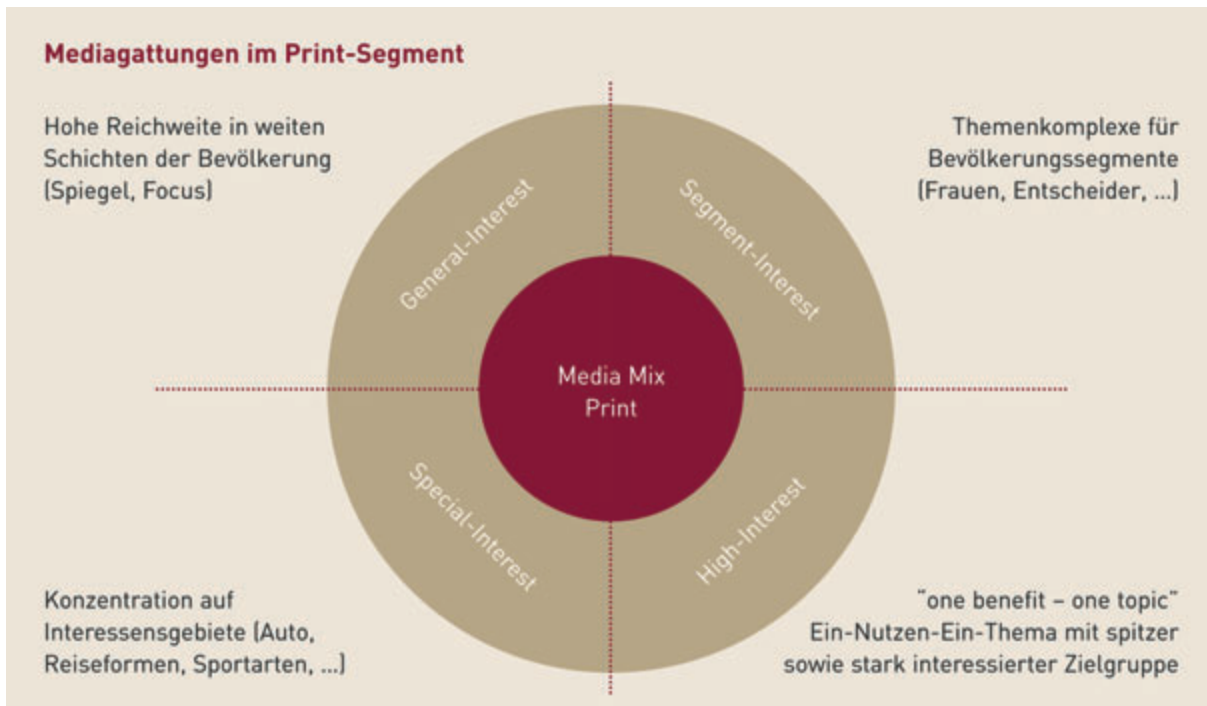 Mediagattungen im Print-Segment
Hohe Reichweite in weiten
Schichten der Bevölkerung
(Spiegel, Focus)
Themenkomplexe für
Bevölkerungssegmente
(Frauen, Entscheider, ...)
General-Interest
Segment-Interest
Media Mix
Print
Special-Interest
High-Interest
Konzentration auf
Interessensgebiete (Auto,
Reiseformen, Sportarten, ...)
"one benefit – one topic"
Ein-Nutzen-Ein-Thema mit spitzer
sowie stark interessierter Zielgruppe